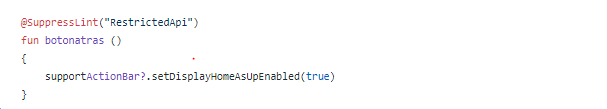 @SuppressLint("RestrictedApi")
fun botonatras ()
{
supportActionBar?.setDisplayHomeAsUpEnabled(true)
}